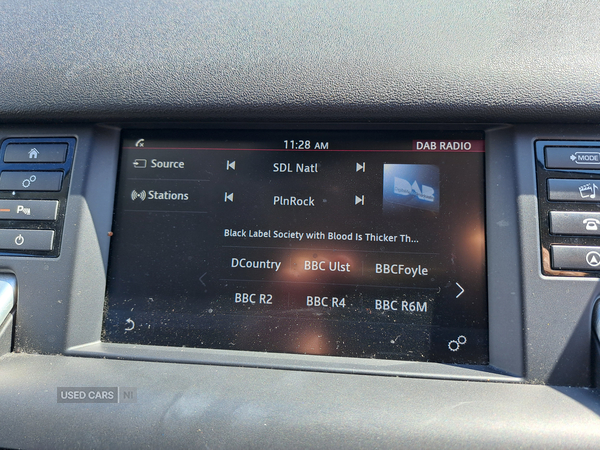 11:28 AM DAB RADIO
MODE
Source SDL Natl DAB
Stations PlnRock
Black Label Society with Blood Is Thicker Th...
DCountry BBC Ulst BBCFoyle
BBC R2 BBC R4 BBC R6M
USED CARS NI